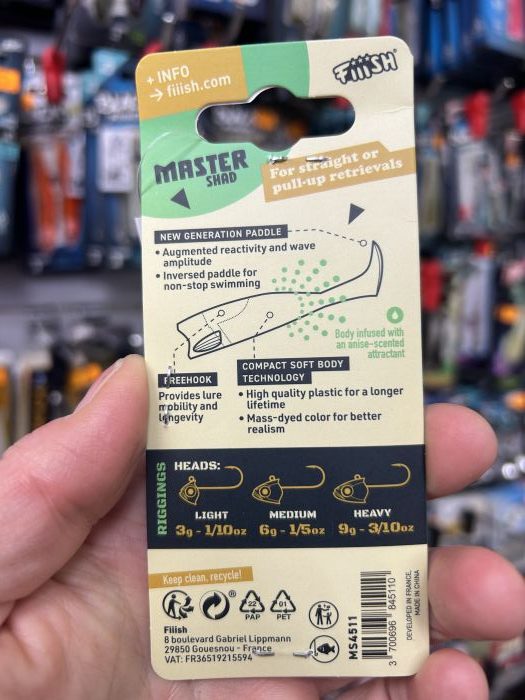 + INFO
→ fiiish.com
FIIISH
MASTER
SHAD
For straight or
pull-up retrievals
NEW GENERATION PADDLE
• Augmented reactivity and wave
amplitude
• Inversed paddle for
non-stop swimming
Body infused with
an anise-scented
attractant
FREEHOOK
Provides lure
mobility and
longevity
COMPACT SOFT BODY
TECHNOLOGY
• High quality plastic for a longer
lifetime
• Mass-dyed color for better
realism
RIGGINGS
HEADS:
LIGHT
3g - 1/10oz
MEDIUM
6g - 1/5oz
HEAVY
9g - 3/10oz
Keep clean, recycle!
®
22
PAP
01
PET
Fiiish
8 boulevard Gabriel Lippmann
29850 Gouesnou - France
VAT: FR36519215594
MS4511
3 700696 845110
DEVELOPED IN FRANCE.
MADE IN CHINA